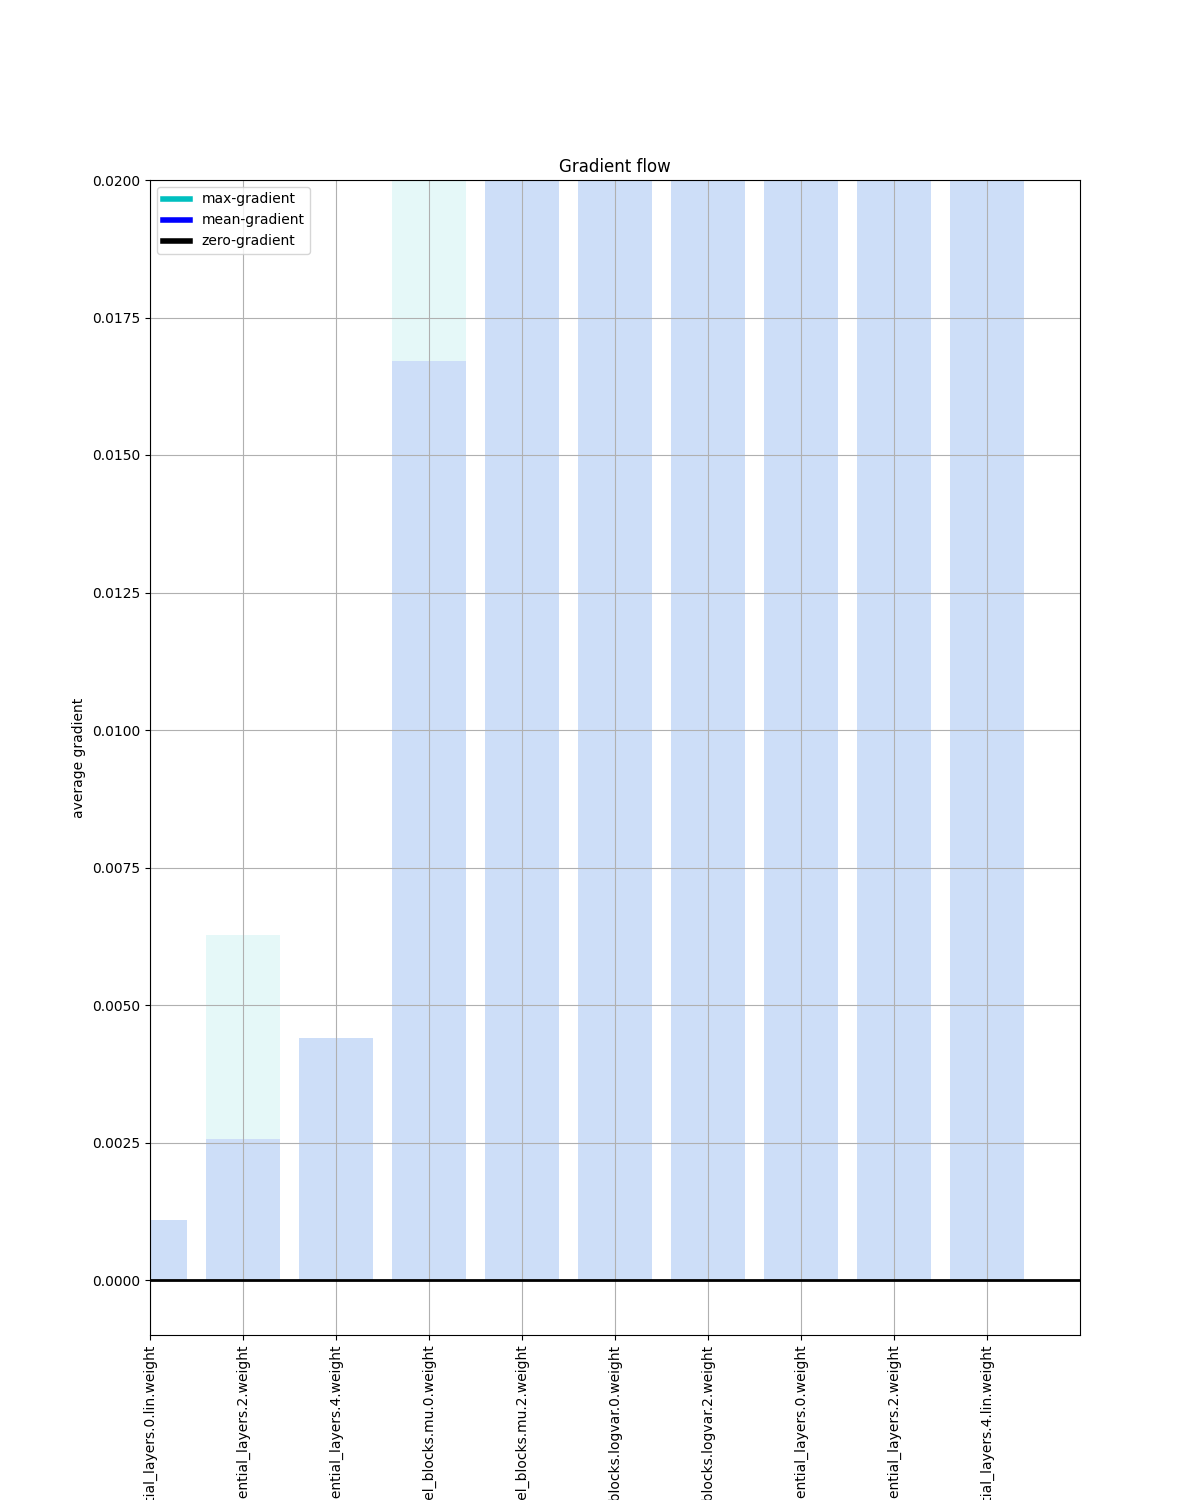 Gradient flow
max-gradient
mean-gradient
zero-gradient
0.0200
0.0175
0.0150
0.0125
0.0100
0.0075
0.0050
0.0025
0.0000
average gradient
tial_layers.0.lin.weight
ential_layers.2.weight
ential_layers.4.weight
el_blocks.mu.0.weight
el_blocks.mu.2.weight
blocks.logvar.0.weight
blocks.logvar.2.weight
ential_layers.0.weight
ential_layers.2.weight
tial_layers.4.lin.weight